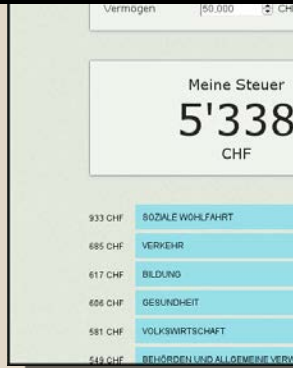 Vermögen 50,000 CH
Meine Steuer
5'338
CHF
933 CHF SOZIALE WOHLFAHRT
685 CHF VERKEHR
617 CHF BILDUNG
606 CHF GESUNDHEIT
581 CHF VOLKSWIRTSCHAFT
549 CHF BEHÖRDEN UND ALLGEMEINE VERW